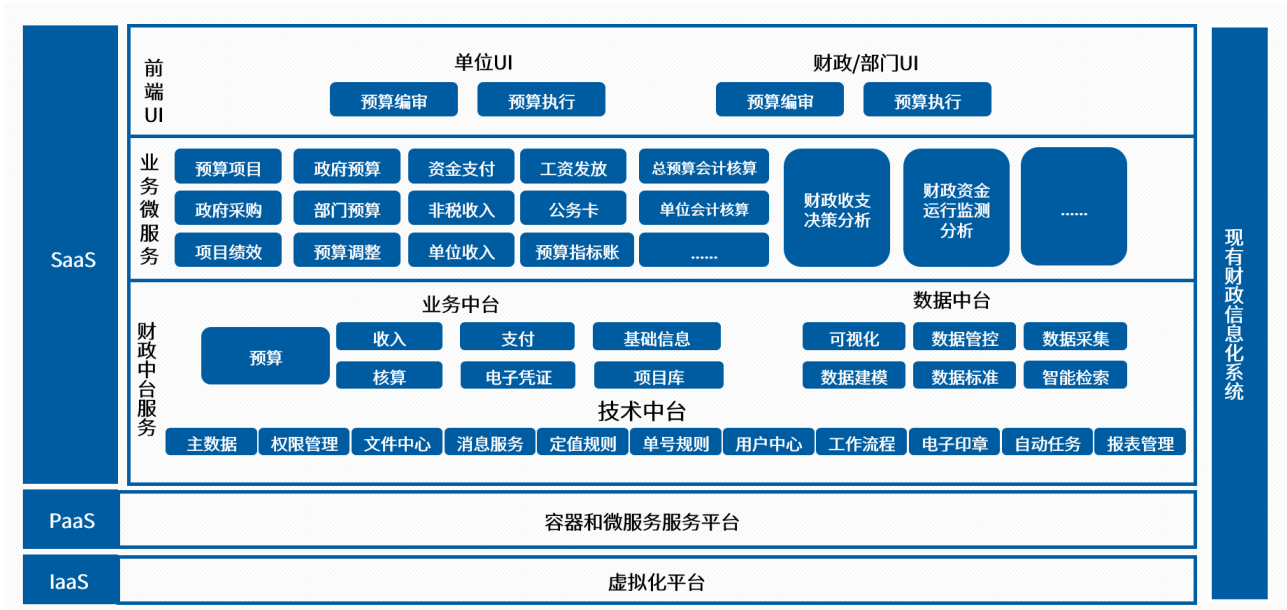 SaaS
前
端
UI
单位UI
预算编审
预算执行
财政/部门UI
预算编审
预算执行
业
务
微
服
务
预算项目
政府预算
资金支付
工资发放
总预算会计核算
政府采购
部门预算
非税收入
公务卡
单位会计核算
项目绩效
预算调整
单位收入
预算指标账
......
财政收支
决策分析
财政资金
运行监测
分析
......
财
政
中
台
服
务
业务中台
预算
收入
支付
基础信息
核算
电子凭证
项目库
数据中台
可视化
数据管控
数据采集
数据建模
数据标准
智能检索
技术中台
主数据
权限管理
文件中心
消息服务
定值规则
单号规则
用户中心
工作流程
电子印章
自动任务
报表管理
PaaS
容器和微服务服务平台
IaaS
虚拟化平台
现
有
财
政
信
息
化
系
统